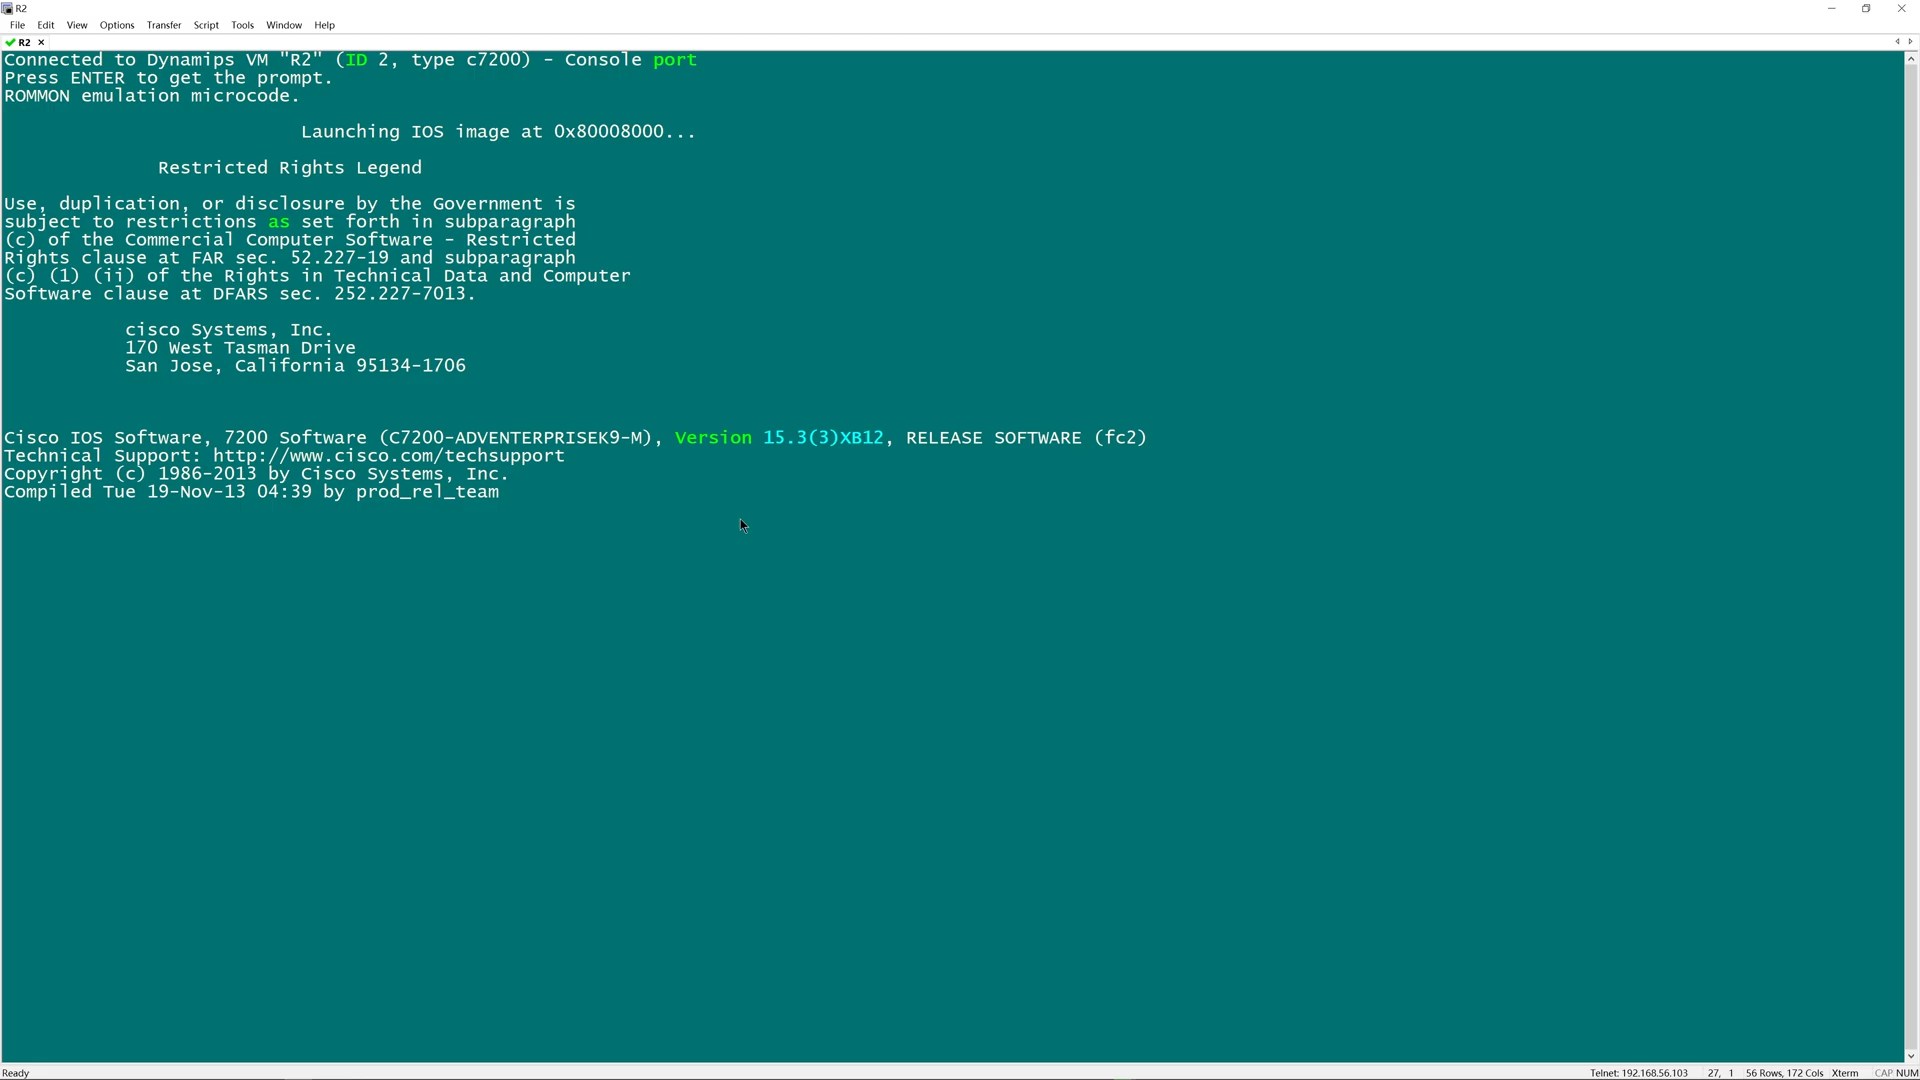 R2
File Edit View Options Transfer Script Tools Window Help
R2
Connected to Dynamips VM "R2" (ID 2, type c7200) - Console port
Press ENTER to get the prompt.
ROMMON emulation microcode.
Launching IOS image at 0x80008000...
Restricted Rights Legend
Use, duplication, or disclosure by the Government is
subject to restrictions as set forth in subparagraph
(c) of the Commercial Computer Software - Restricted
Rights clause at FAR sec. 52.227-19 and subparagraph
(c) (1) (ii) of the Rights in Technical Data and Computer
Software clause at DFARS sec. 252.227-7013.
cisco Systems, Inc.
170 West Tasman Drive
San Jose, California 95134-1706
Cisco IOS Software, 7200 Software (C7200-ADVENTERPRISEK9-M), Version 15.3(3)XB12, RELEASE SOFTWARE (fc2)
Technical Support: http://www.cisco.com/techsupport
Copyright (c) 1986-2013 by Cisco Systems, Inc.
Compiled Tue 19-Nov-13 04:39 by prod_rel_team
Ready Telnet: 192.168.56.103 27, 1 56 Rows, 172 Cols Xterm CAP NUM